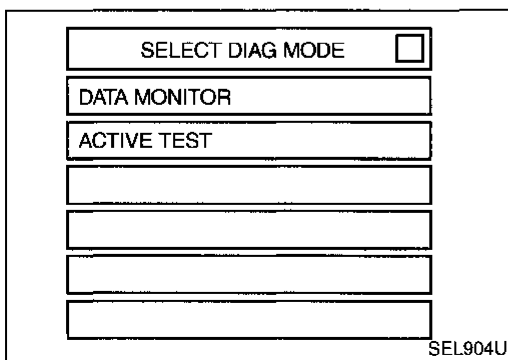 SELECT DIAG MODE
DATA MONITOR
ACTIVE TEST
SEL904U